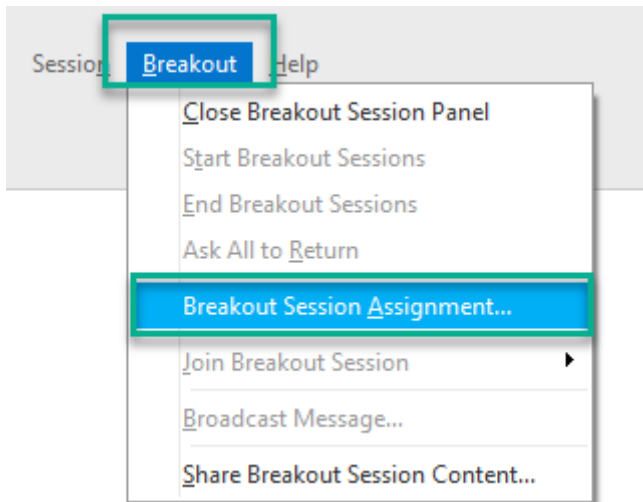 Session Breakout Help
Close Breakout Session Panel
Start Breakout Sessions
End Breakout Sessions
Ask All to Return
Breakout Session Assignment...
Join Breakout Session
Broadcast Message...
Share Breakout Session Content...